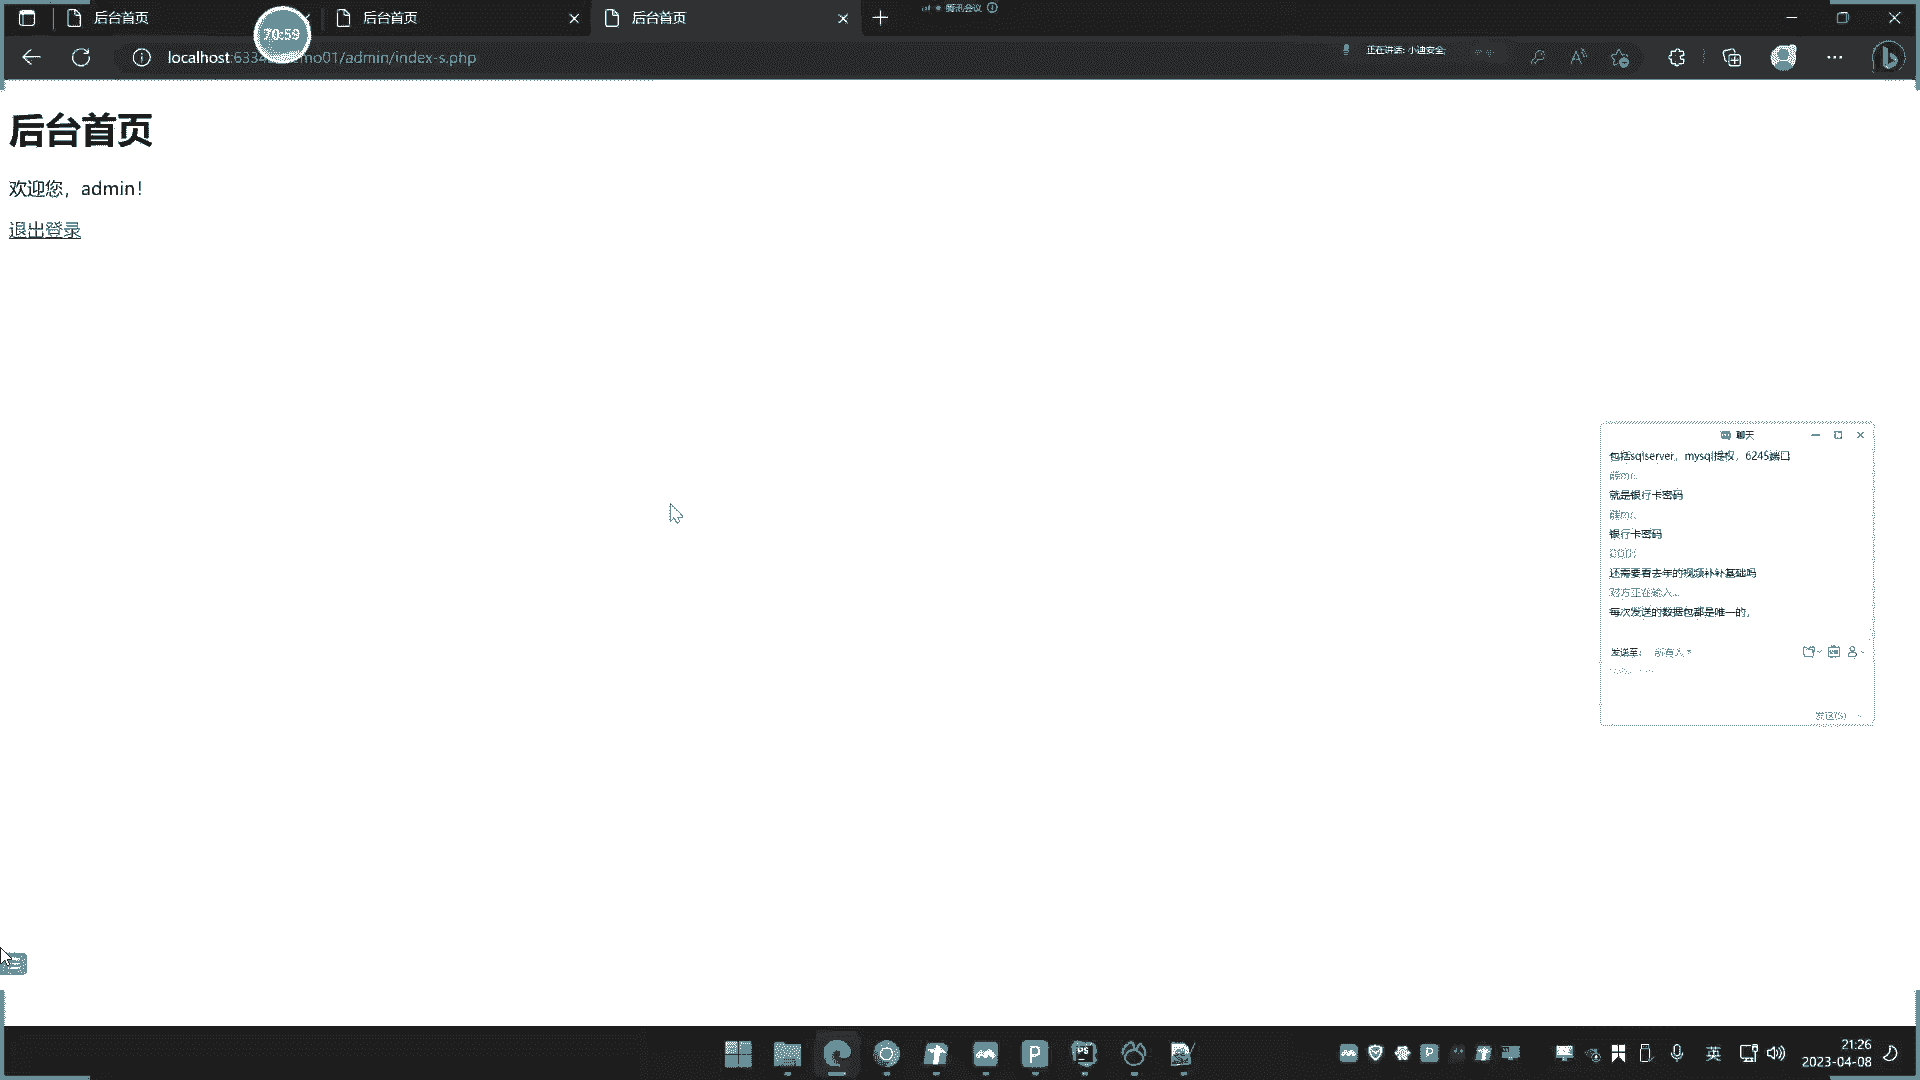 后台首页
后台首页
后台首页
腾讯会议
70:59
localhost:633 mo01/admin/index-s.php
正在讲话: 小迪安全;
后台首页
欢迎您，admin！
退出登录
聊天
包括sqlserver，mysql提权，6245端口
就是银行卡密码
银行卡密码
还需要看去年的视频补补基础吗
对方正在输入...
每次发送的数据包都是唯一的，
发送至： 所有人
发送(S)
英
21:26
2023-04-08